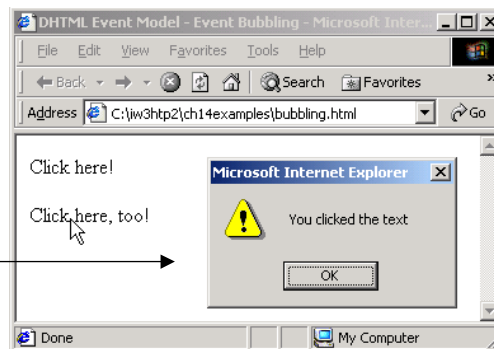 DHTML Event Model - Event Bubbling - Microsoft Inter...
File Edit View Favorites Tools Help
Back Search Favorites »
Address C:\iw3htp2\ch14examples\bubbling.html Go
Click here!
Microsoft Internet Explorer
Click here, too!
You clicked the text
OK
Done My Computer